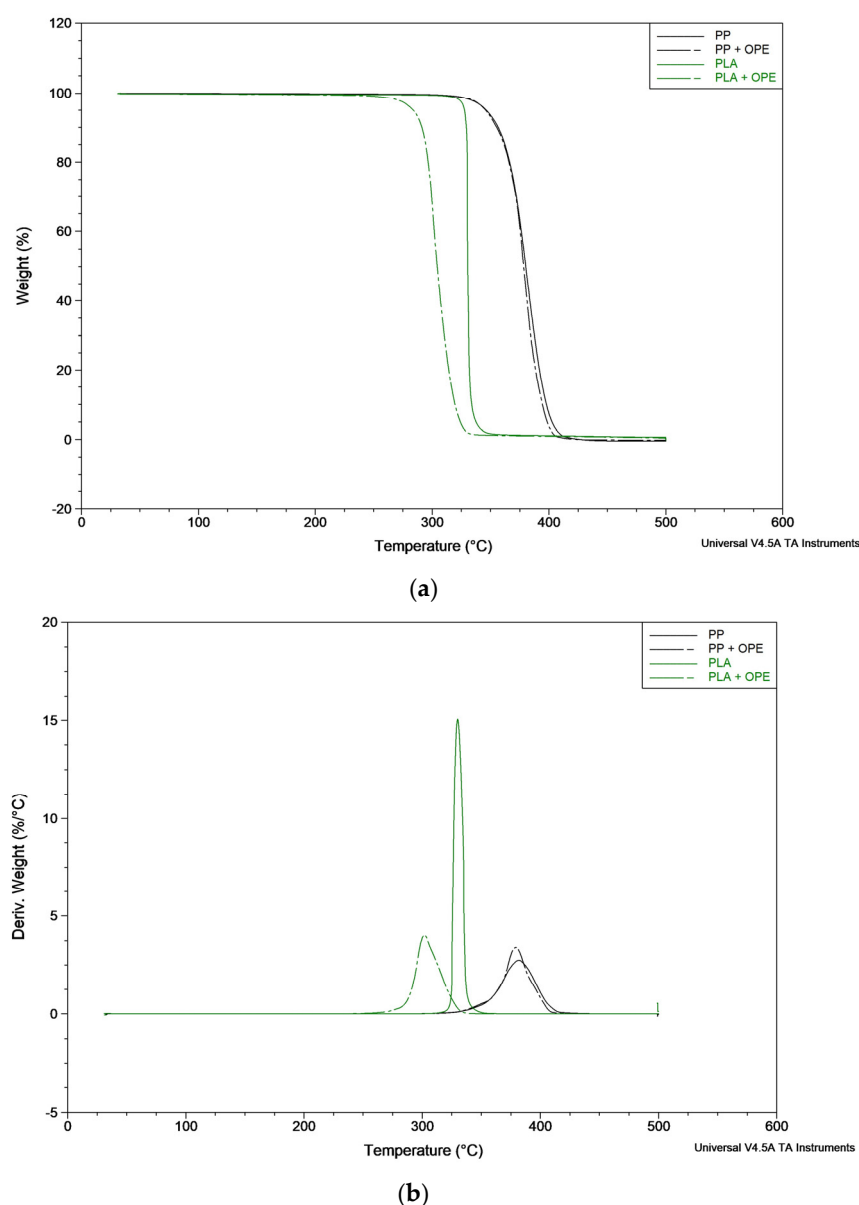 120
100
80
60
40
20
0
-20
Weight (%)
PP
PP + OPE
PLA
PLA + OPE
0 100 200 300 400 500 600
Temperature (°C)
Universal V4.5A TA Instruments
(a)
20
15
10
5
0
-5
Deriv. Weight (%/°C)
PP
PP + OPE
PLA
PLA + OPE
0 100 200 300 400 500 600
Temperature (°C)
Universal V4.5A TA Instruments
(b)